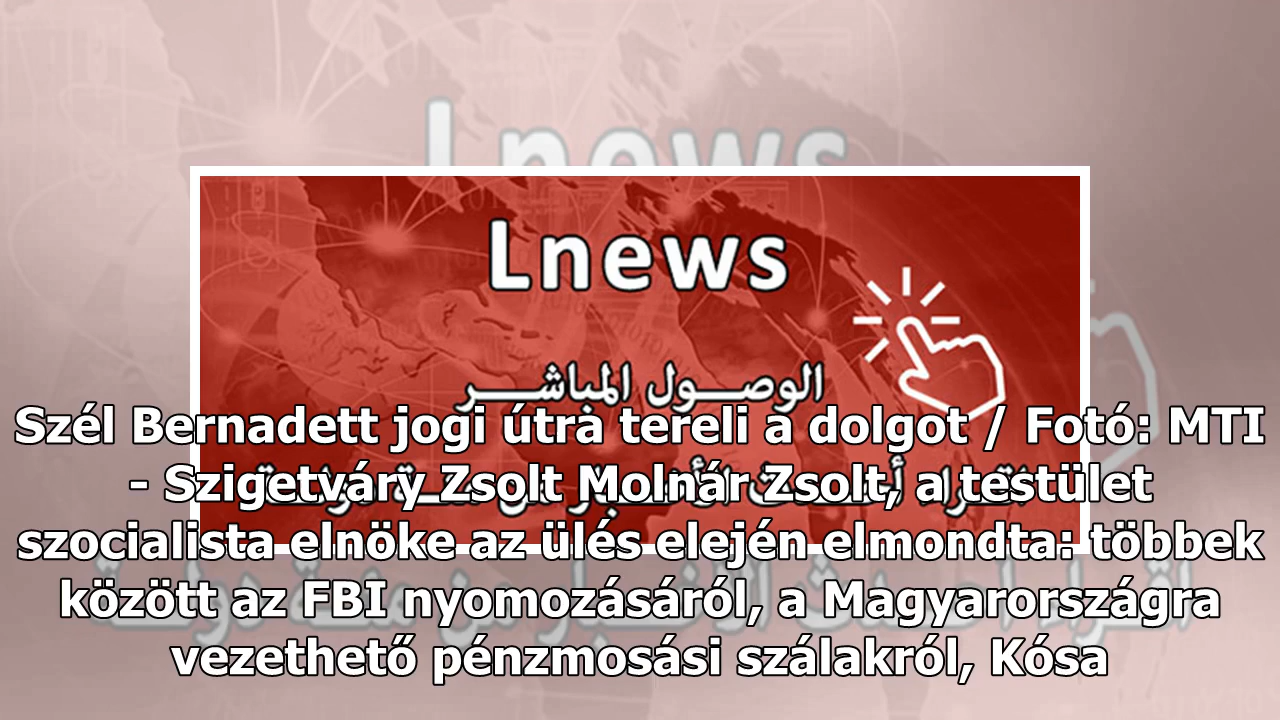 Lnews
Lnews
الوصول المباشر
Szél Bernadett jogi útra tereli a dolgot / Fotó: MTI
- Szigetváry Zsolt Molnár Zsolt, a testület
szocialista elnöke az ülés elején elmondta: többek
között az FBI nyomozásáról, a Magyarországra
vezethető pénzmosási szálakról, Kósa